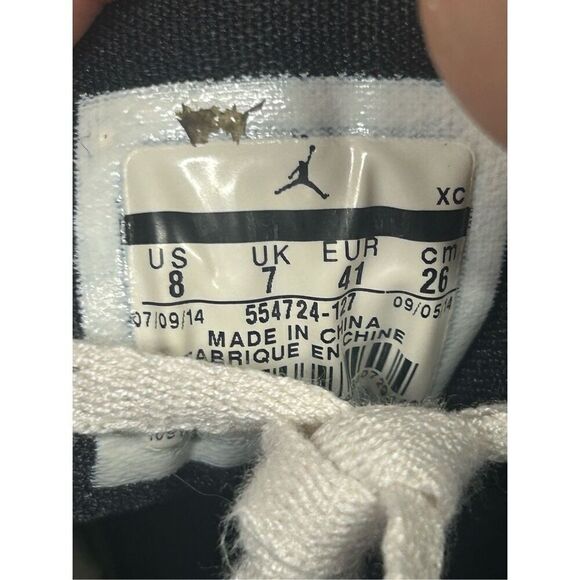 XC
US UK EUR cm
8 7 41 26
07/09/14 554724-127 09/05/14
MADE IN CHINA
FABRIQUE EN CHINE